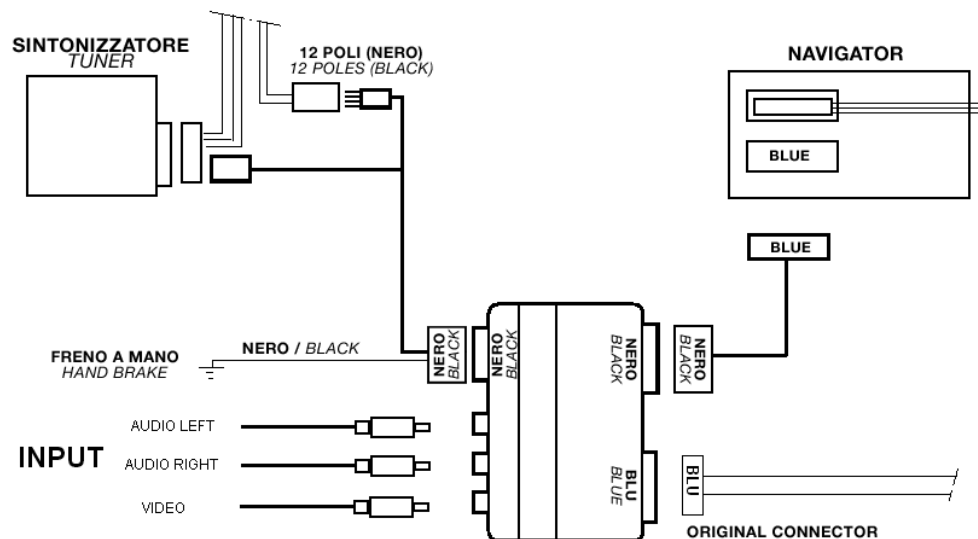 SINTONIZZATORE
TUNER
12 POLI (NERO)
12 POLES (BLACK)
NAVIGATOR
BLUE
BLUE
NERO
BLACK
NERO
BLACK
NERO
BLACK
NERO
BLACK
FRENO A MANO
HAND BRAKE
NERO / BLACK
INPUT
AUDIO LEFT
AUDIO RIGHT
VIDEO
BLU
BLUE
BLU
ORIGINAL CONNECTOR